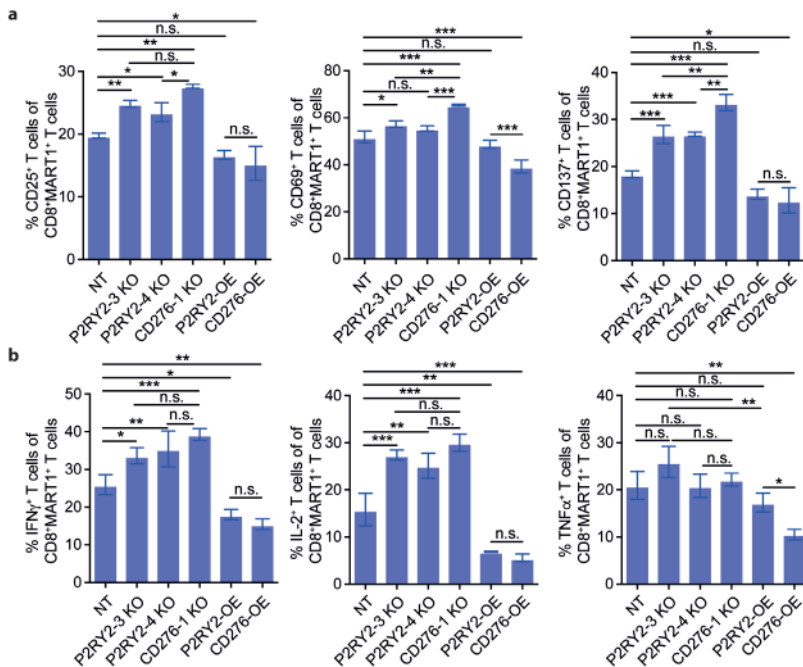 a
*
n.s.
**
n.s.
* *
**
n.s.
% CD25⁺ T cells of
CD8⁺MART1⁺ T cells
30
20
10
0
NT
P2RY2-3 KO
P2RY2-4 KO
CD276-1 KO
P2RY2-OE
CD276-OE
***
n.s.
***
**
n.s.
* ***
***
% CD69⁺ T cells of
CD8⁺MART1⁺ T cells
80
60
40
20
0
NT
P2RY2-3 KO
P2RY2-4 KO
CD276-1 KO
P2RY2-OE
CD276-OE
*
n.s.
***
**
*** **
***
n.s.
% CD137⁺ T cells of
CD8⁺MART1⁺ T cells
40
30
20
10
0
NT
P2RY2-3 KO
P2RY2-4 KO
CD276-1 KO
P2RY2-OE
CD276-OE
b
**
*
***
n.s.
** n.s.
*
n.s.
% IFNγ⁺ T cells of
CD8⁺MART1⁺ T cells
50
40
30
20
10
0
NT
P2RY2-3 KO
P2RY2-4 KO
CD276-1 KO
P2RY2-OE
CD276-OE
***
**
***
n.s.
** n.s.
***
n.s.
% IL-2⁺ T cells of
CD8⁺MART1⁺ T cells
40
30
20
10
0
NT
P2RY2-3 KO
P2RY2-4 KO
CD276-1 KO
P2RY2-OE
CD276-OE
**
n.s.
n.s.
**
n.s.
n.s. n.s.
n.s.
*
% TNFα⁺ T cells of
CD8⁺MART1⁺ T cells
40
30
20
10
0
NT
P2RY2-3 KO
P2RY2-4 KO
CD276-1 KO
P2RY2-OE
CD276-OE